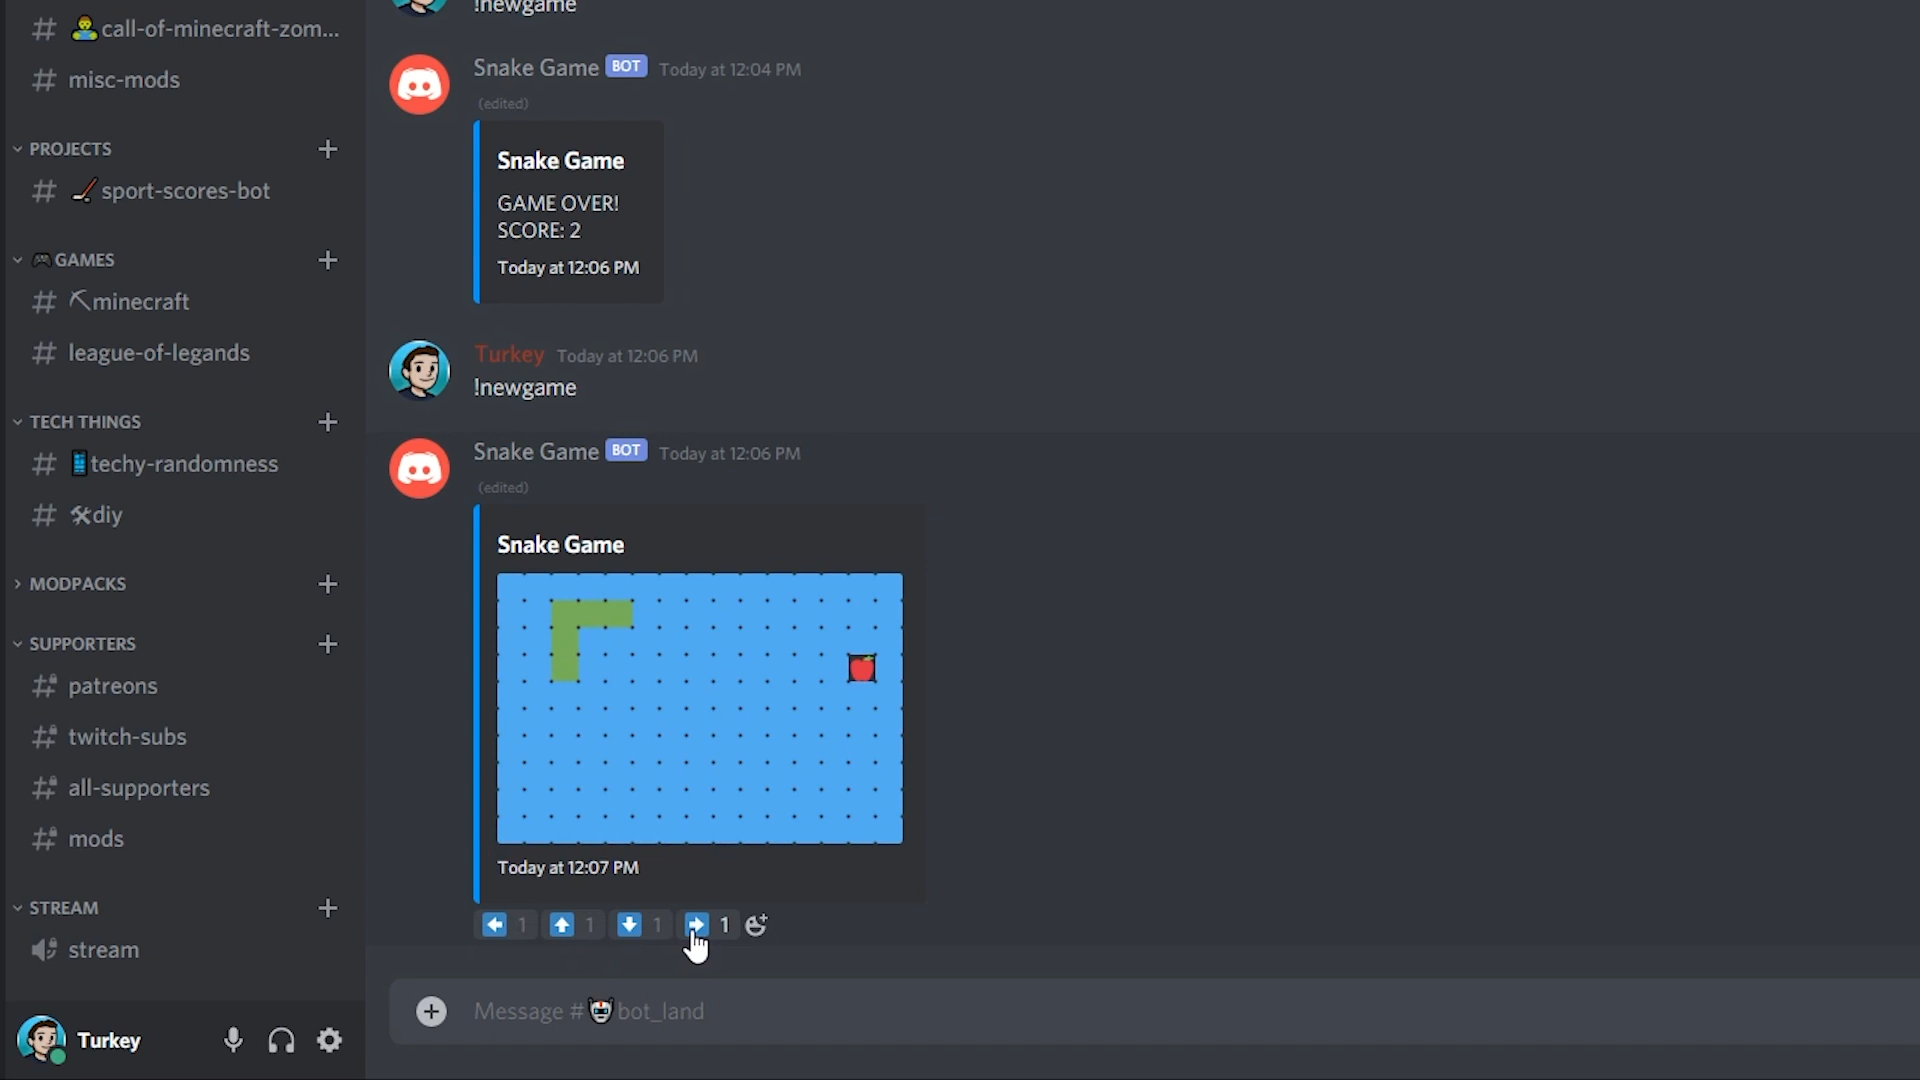 call-of-minecraft-zom...
misc-mods
PROJECTS
sport-scores-bot
GAMES
minecraft
league-of-legands
TECH THINGS
techy-randomness
diy
MODPACKS
SUPPORTERS
patreons
twitch-subs
all-supporters
mods
STREAM
stream
Turkey
!newgame
Snake Game BOT Today at 12:04 PM
(edited)
Snake Game
GAME OVER!
SCORE: 2
Today at 12:06 PM
Turkey Today at 12:06 PM
!newgame
Snake Game BOT Today at 12:06 PM
(edited)
Snake Game
Today at 12:07 PM
1 1 1 1
Message # bot_land